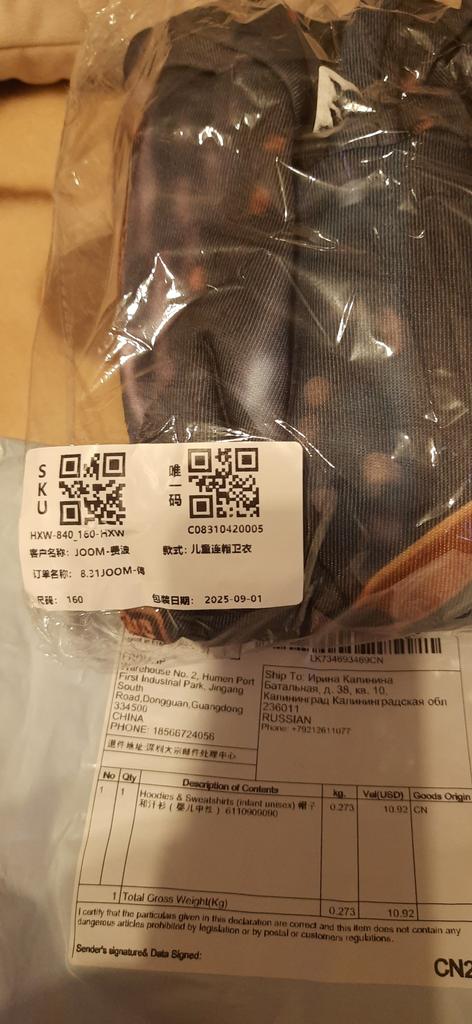 SKU
唯一码
HXW-840_160-HXW
C08310420005
客户名称: JOOM-费波
款式: 儿童连帽卫衣
订单名称: 8.31JOOM-俄
尺码: 160
包装日期: 2025-09-01
LK734693469CN
Warehouse No. 2, Humen Port
First Industrial Park, Jingang
South
Road,Dongguan,Guangdong
334500
CHINA
PHONE: 18566724056
退件地址:深圳大宗邮件处理中心
Ship To: Ирина Калинина
Батальная, д. 38, кв. 10,
Калининград Калининградская обл
236011
RUSSIAN
Phone: +79212611077
No Qty Description of Contents kg. Val(USD) Goods Origin
1 1 Hoodies & Sweatshirts (infant unisex) 帽子 0.273 10.92 CN
和汗衫 ( 婴儿中性 ) 6110909090
1 Total Gross Weight(Kg) 0.273 10.92
I certify that the particulars given in this declaration are correct and this item does not contain any
dangerous articles prohibited by legislation or by postal or customers regulations.
Sender's signature& Data Signed:
CN2